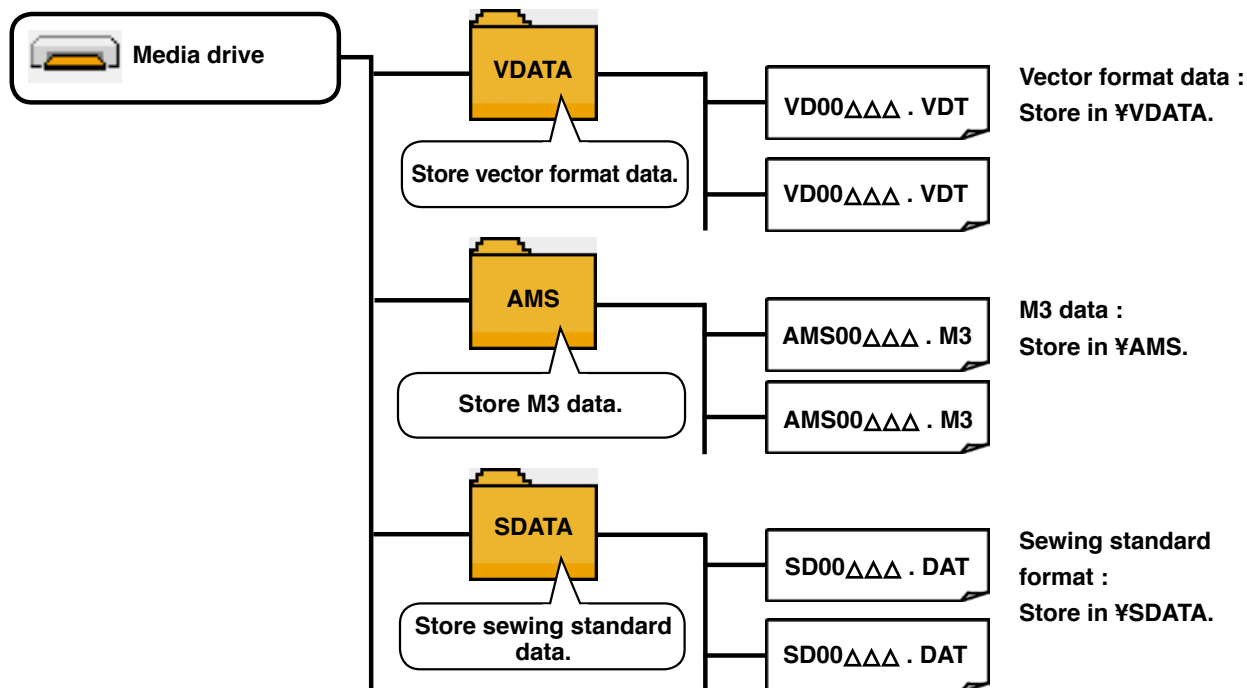 Media drive
VDATA
Store vector format data.
VD00△△△ . VDT
VD00△△△ . VDT
Vector format data :
Store in ¥VDATA.
AMS
Store M3 data.
AMS00△△△ . M3
AMS00△△△ . M3
M3 data :
Store in ¥AMS.
SDATA
Store sewing standard
data.
SD00△△△ . DAT
SD00△△△ . DAT
Sewing standard
format :
Store in ¥SDATA.